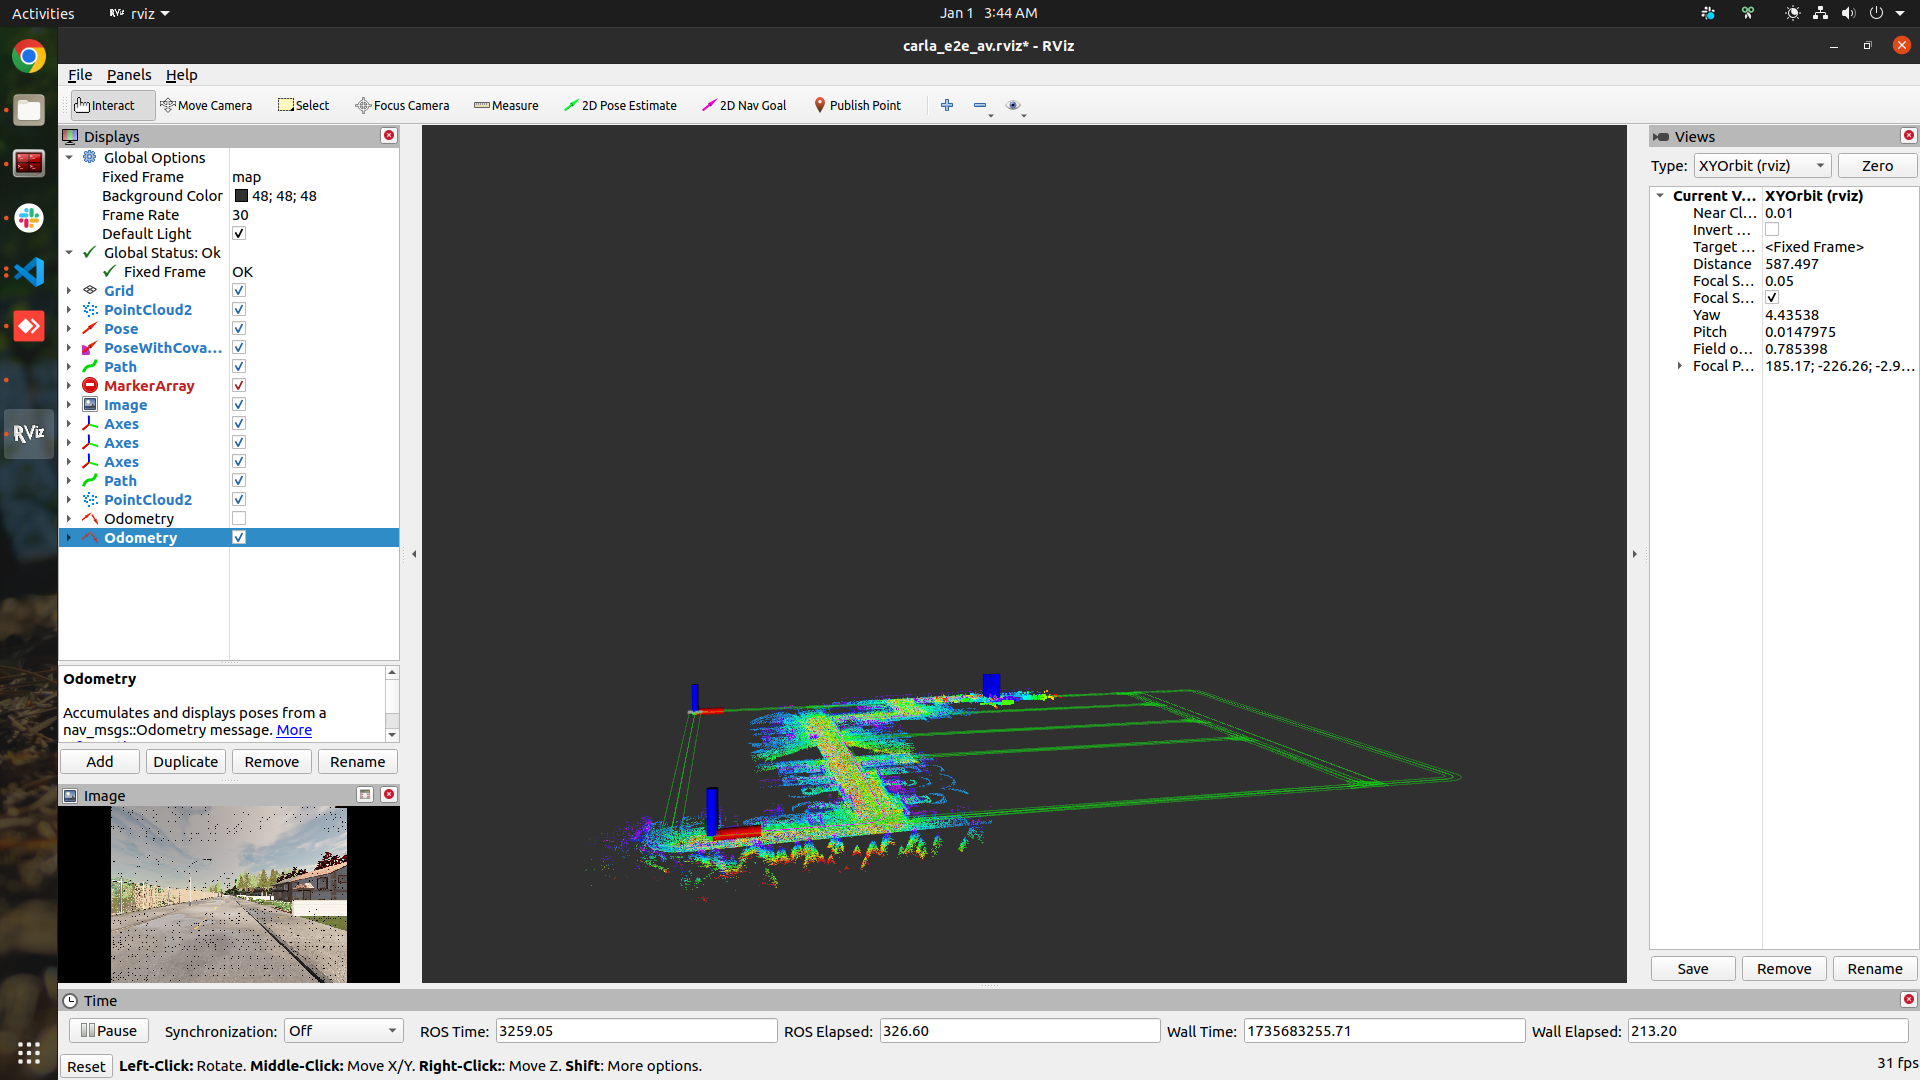 Activities
RViz rviz
Jan 1 3:44 AM
carla_e2e_av.rviz* - RViz
File Panels Help
Interact Move Camera Select Focus Camera Measure 2D Pose Estimate 2D Nav Goal Publish Point
Displays
Global Options
Fixed Frame map
Background Color 48; 48; 48
Frame Rate 30
Default Light
Global Status: Ok
Fixed Frame OK
Grid
PointCloud2
Pose
PoseWithCova...
Path
MarkerArray
Image
Axes
Axes
Axes
Path
PointCloud2
Odometry
Odometry
RViz
Odometry
Accumulates and displays poses from a
nav_msgs::Odometry message. More
Add Duplicate Remove Rename
Image
Views
Type: XYOrbit (rviz) Zero
Current V... XYOrbit (rviz)
Near Cl... 0.01
Invert ...
Target ... <Fixed Frame>
Distance 587.497
Focal S... 0.05
Focal S...
Yaw 4.43538
Pitch 0.0147975
Field o... 0.785398
Focal P... 185.17; -226.26; -2.9...
Save Remove Rename
Time
Pause Synchronization: Off ROS Time: 3259.05 ROS Elapsed: 326.60 Wall Time: 1735683255.71 Wall Elapsed: 213.20
Reset Left-Click: Rotate. Middle-Click: Move X/Y. Right-Click:: Move Z. Shift: More options. 31 fps